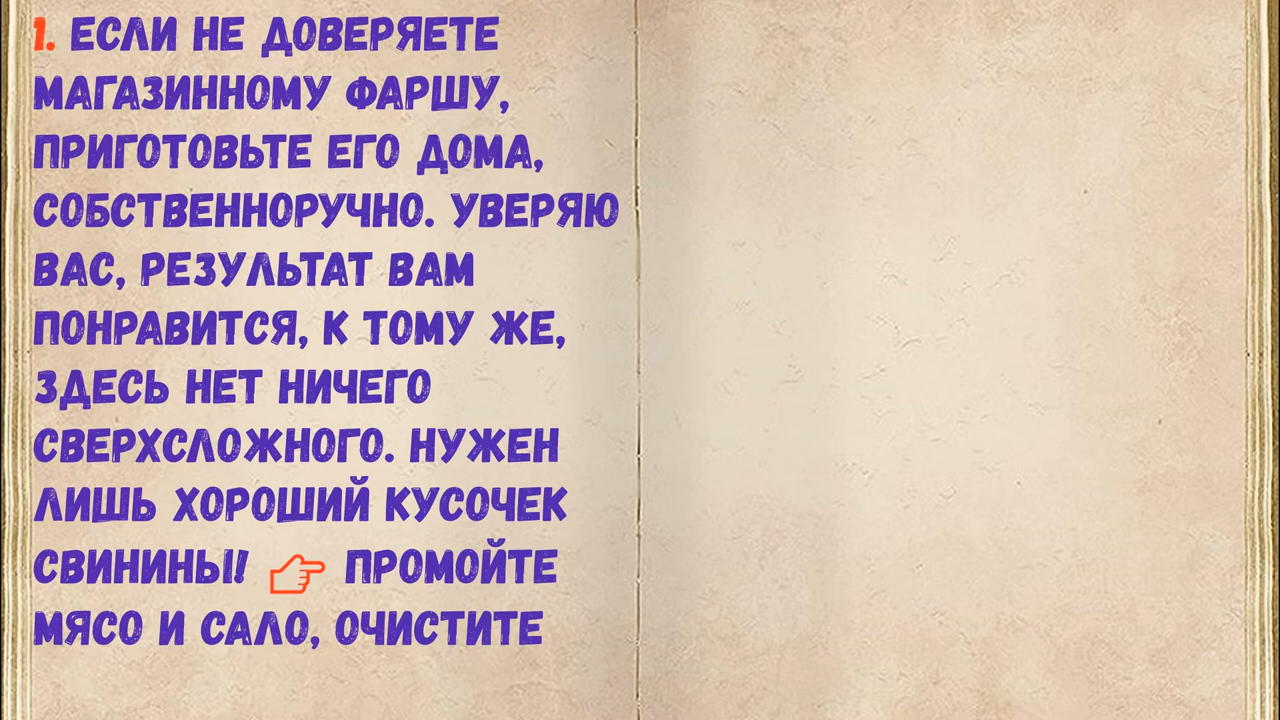 1. ЕСЛИ НЕ ДОВЕРЯЕТЕ
МАГАЗИННОМУ ФАРШУ,
ПРИГОТОВЬТЕ ЕГО ДОМА,
СОБСТВЕННОРУЧНО. УВЕРЯЮ
ВАС, РЕЗУЛЬТАТ ВАМ
ПОНРАВИТСЯ, К ТОМУ ЖЕ,
ЗДЕСЬ НЕТ НИЧЕГО
СВЕРХСЛОЖНОГО. НУЖЕН
ЛИШЬ ХОРОШИЙ КУСОЧЕК
СВИНИНЫ! 👉 ПРОМОЙТЕ
МЯСО И САЛО, ОЧИСТИТЕ